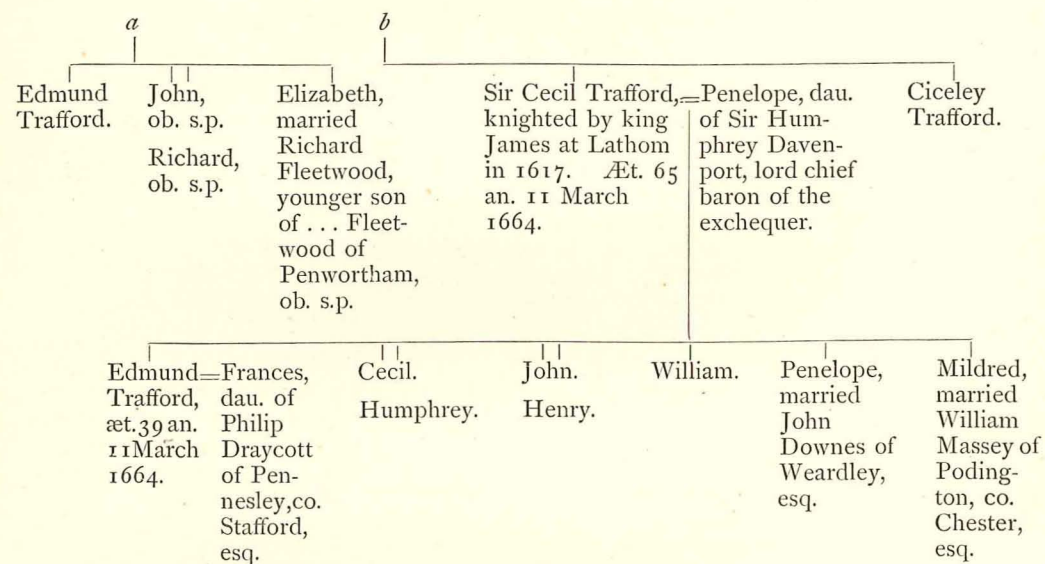 a
b
Edmund
Trafford.
John,
ob. s.p.
Richard,
ob. s.p.
Elizabeth,
married
Richard
Fleetwood,
younger son
of ... Fleet-
wood of
Penwortham,
ob. s.p.
Sir Cecil Trafford,=Penelope, dau.
knighted by king
James at Lathom
in 1617. Æt. 65
an. 11 March
1664.
of Sir Hum-
phrey Daven-
port, lord chief
baron of the
exchequer.
Ciceley
Trafford.
Edmund=Frances,
Trafford,
æt.39 an.
11March
1664.
dau. of
Philip
Draycott
of Pen-
nesley,co.
Stafford,
esq.
Cecil.
Humphrey.
John.
Henry.
William.
Penelope,
married
John
Downes of
Weardley,
esq.
Mildred,
married
William
Massey of
Poding-
ton, co.
Chester,
esq.